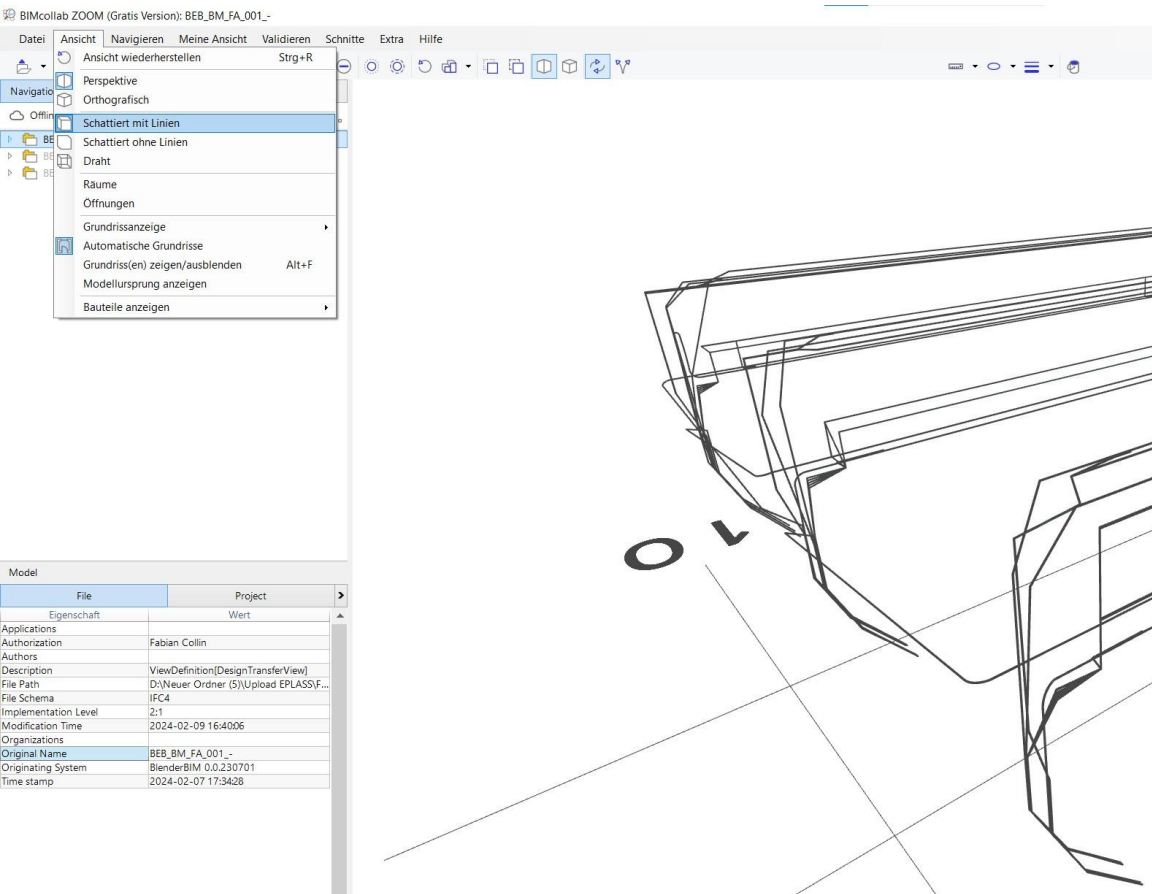 BIMcollab ZOOM (Gratis Version): BEB_BM_FA_001_-
Datei Ansicht Navigieren Meine Ansicht Validieren Schnitte Extra Hilfe
Ansicht wiederherstellen Strg+R
Perspektive
Orthografisch
Schattiert mit Linien
Schattiert ohne Linien
Draht
Räume
Öffnungen
Grundrissanzeige
Automatische Grundrisse
Grundriss(en) zeigen/ausblenden Alt+F
Modellursprung anzeigen
Bauteile anzeigen
Navigatio
Offlin
BE
BE
BE
01
Model
File Project
Eigenschaft Wert
Applications
Authorization Fabian Collin
Authors
Description ViewDefinition[DesignTransferView]
File Path D:\Neuer Ordner (5)\Upload EPLASS\F...
File Schema IFC4
Implementation Level 2;1
Modification Time 2024-02-09 16:40:06
Organizations
Original Name BEB_BM_FA_001_-
Originating System BlenderBIM 0.0.230701
Time stamp 2024-02-07 17:34:28